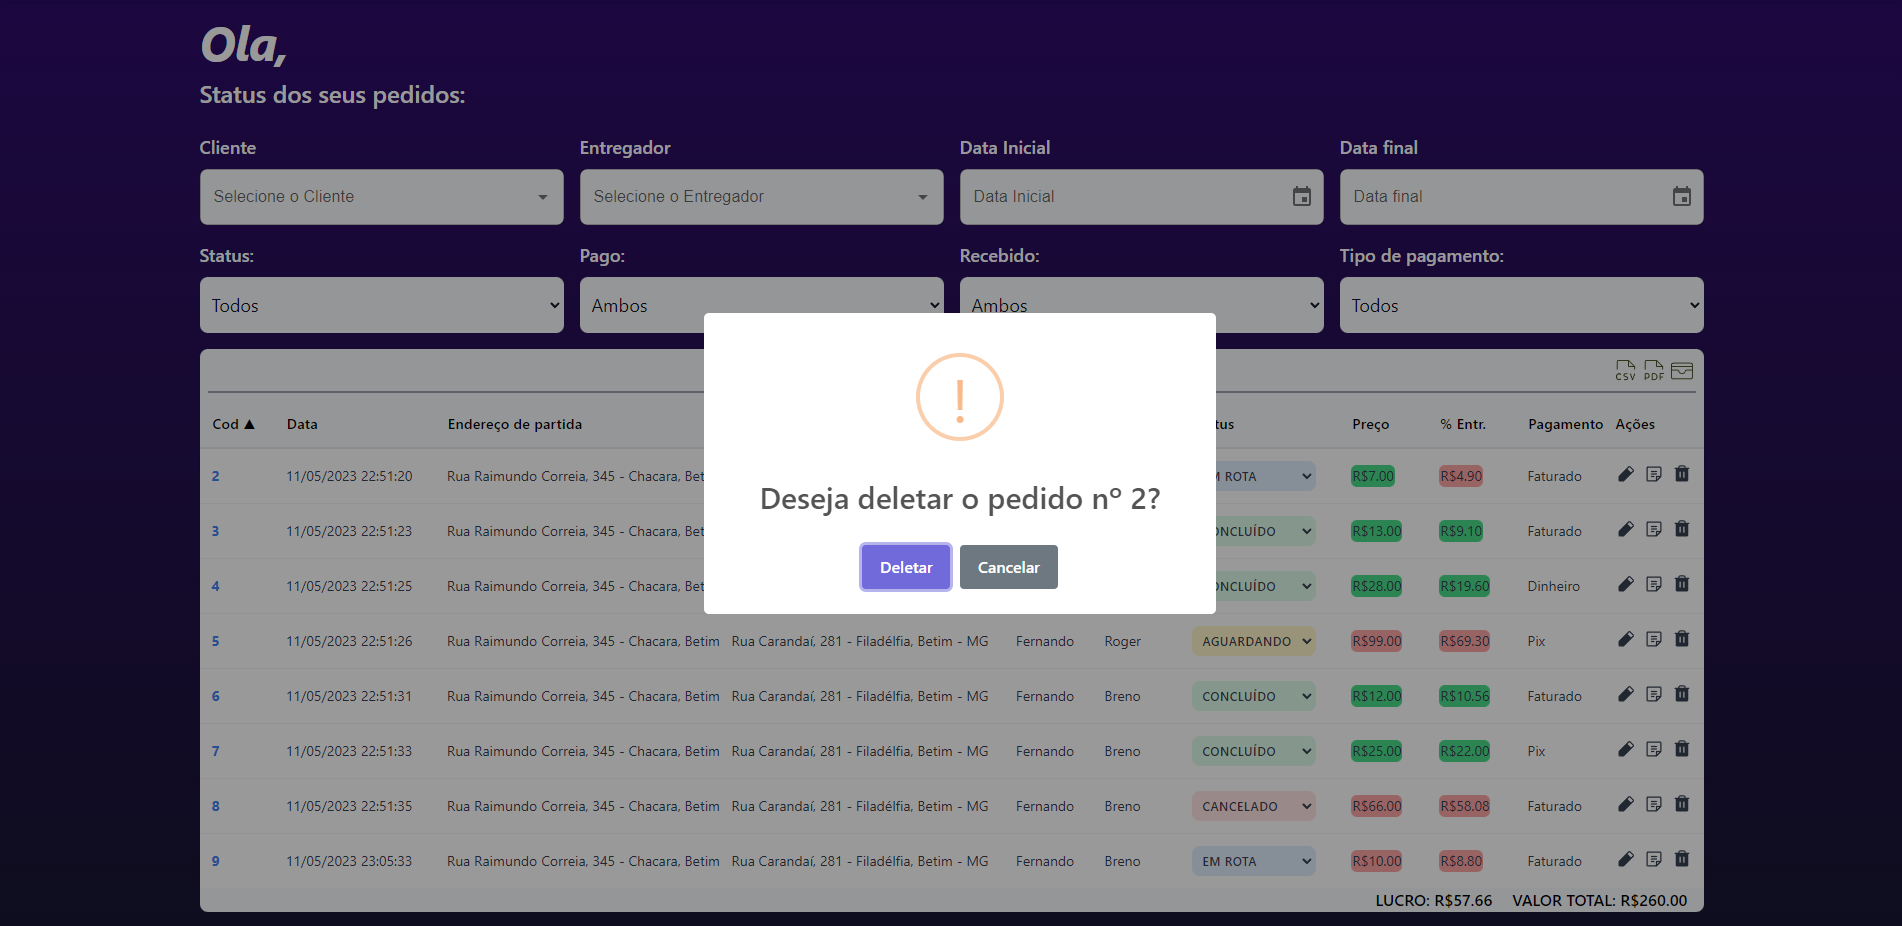 Ola,
Status dos seus pedidos:
Cliente Entregador Data Inicial Data final
Selecione o Cliente Selecione o Entregador Data Inicial Data final
Status: Pago: Recebido: Tipo de pagamento:
Todos Ambos Ambos Todos
CSV PDF
Cod ▲ Data Endereço de partida tus Preço % Entr. Pagamento Ações
2 11/05/2023 22:51:20 Rua Raimundo Correia, 345 - Chacara, Beti ROTA R$7.00 R$4.90 Faturado
3 11/05/2023 22:51:23 Rua Raimundo Correia, 345 - Chacara, Beti NCLUÍDO R$13.00 R$9.10 Faturado
4 11/05/2023 22:51:25 Rua Raimundo Correia, 345 - Chacara, Beti NCLUÍDO R$28.00 R$19.60 Dinheiro
5 11/05/2023 22:51:26 Rua Raimundo Correia, 345 - Chacara, Betim Rua Carandaí, 281 - Filadélfia, Betim - MG Fernando Roger AGUARDANDO R$99.00 R$69.30 Pix
6 11/05/2023 22:51:31 Rua Raimundo Correia, 345 - Chacara, Betim Rua Carandaí, 281 - Filadélfia, Betim - MG Fernando Breno CONCLUÍDO R$12.00 R$10.56 Faturado
7 11/05/2023 22:51:33 Rua Raimundo Correia, 345 - Chacara, Betim Rua Carandaí, 281 - Filadélfia, Betim - MG Fernando Breno CONCLUÍDO R$25.00 R$22.00 Pix
8 11/05/2023 22:51:35 Rua Raimundo Correia, 345 - Chacara, Betim Rua Carandaí, 281 - Filadélfia, Betim - MG Fernando Breno CANCELADO R$66.00 R$58.08 Faturado
9 11/05/2023 23:05:33 Rua Raimundo Correia, 345 - Chacara, Betim Rua Carandaí, 281 - Filadélfia, Betim - MG Fernando Breno EM ROTA R$10.00 R$8.80 Faturado
LUCRO: R$57.66 VALOR TOTAL: R$260.00
!
Deseja deletar o pedido nº 2?
Deletar Cancelar